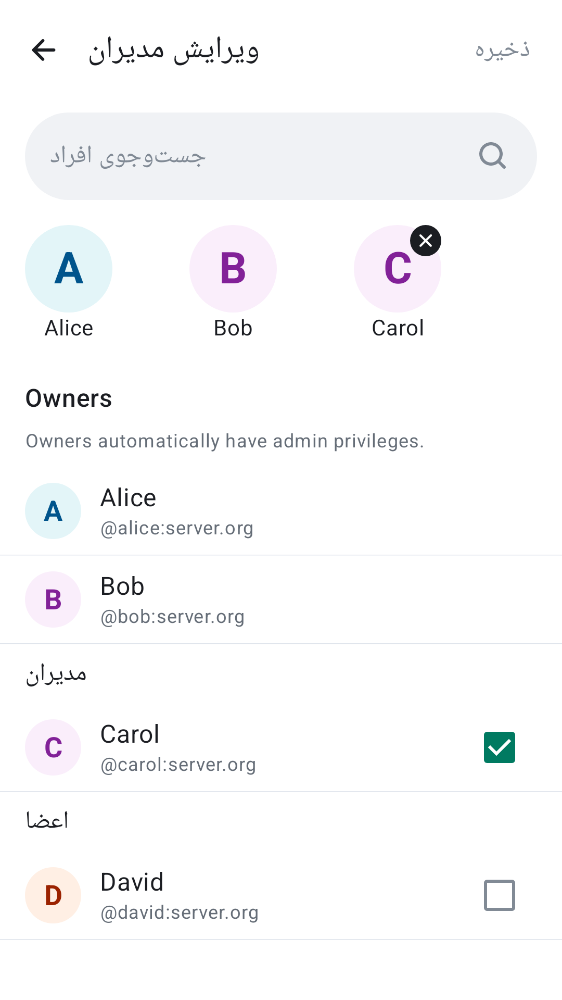 ویرایش مدیران
ذخیره
جست‌وجوی افراد
A
B
C
Alice
Bob
Carol
Owners
Owners automatically have admin privileges.
A
Alice
@alice:server.org
B
Bob
@bob:server.org
مدیران
C
Carol
@carol:server.org
اعضا
D
David
@david:server.org